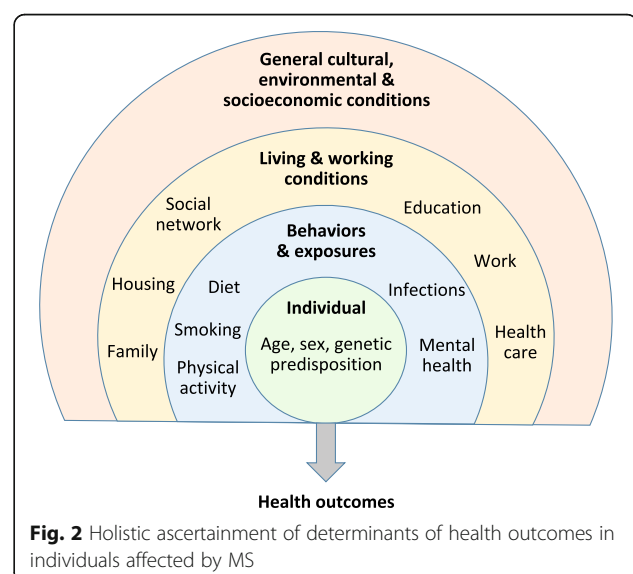 General cultural,
environmental &
socioeconomic conditions
Living & working
conditions
Social
network
Education
Behaviors
& exposures
Work
Housing
Diet
Infections
Individual
Smoking
Age, sex, genetic
predisposition
Mental
health
Health
care
Family
Physical
activity
Health outcomes
Fig. 2 Holistic ascertainment of determinants of health outcomes in
individuals affected by MS